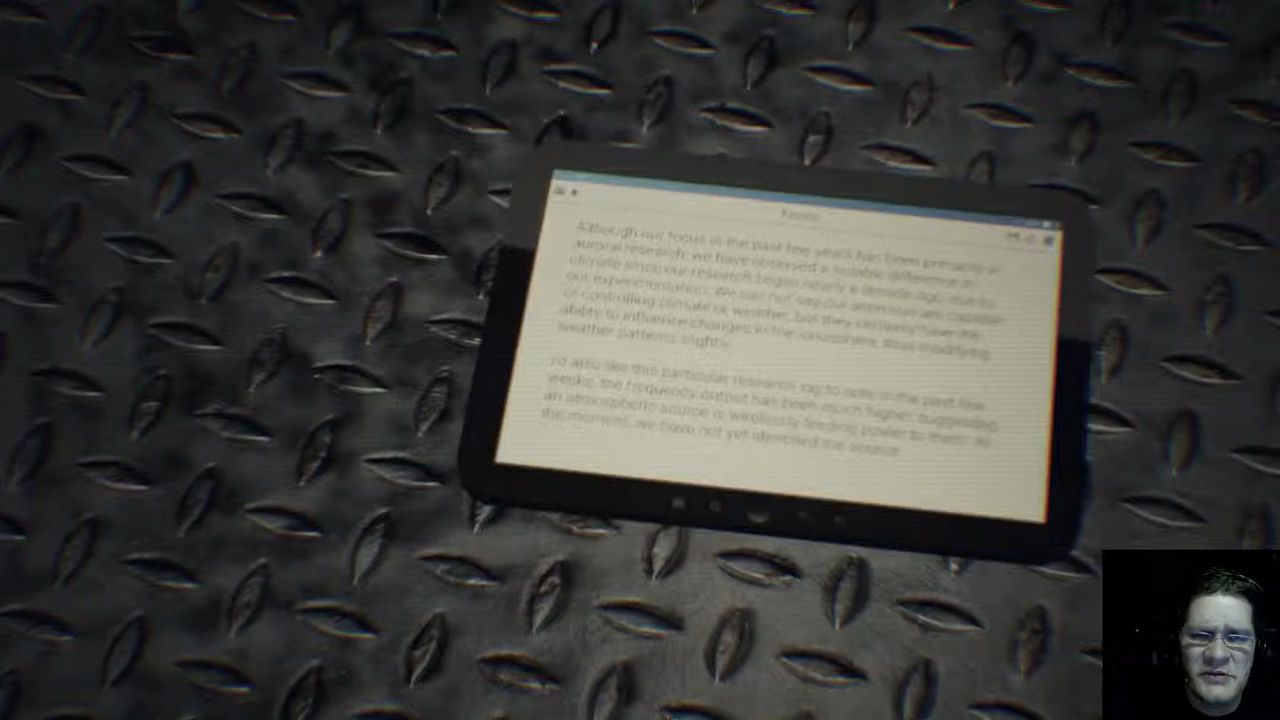 Although our focus in the past few years has been primarily in
auroral research, we have observed a notable difference in
climate since our research began nearly a decade ago, due to
our experimentation. We can not say our antennas are capable
of controlling climate or weather, but they certainly have the
ability to influence changes in the ionosphere, thus modifying
weather patterns slightly.
I'd also like this particular research log to note in the past few
weeks, the frequency output has been much higher, suggesting
an atmospheric source is wirelessly feeding power to them. As
the moment, we have not yet identified the source.